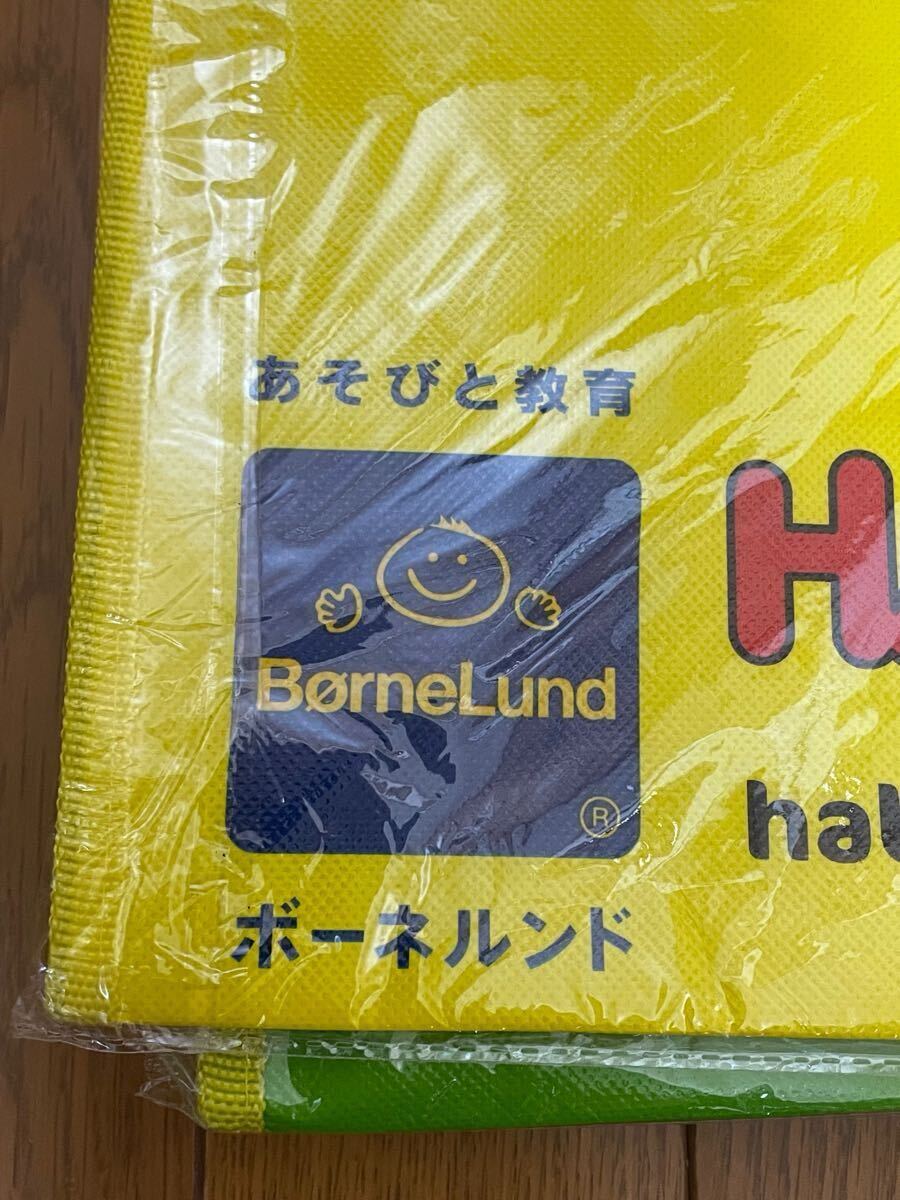 あそびと教育
BørneLund
®
ボーネルンド
H